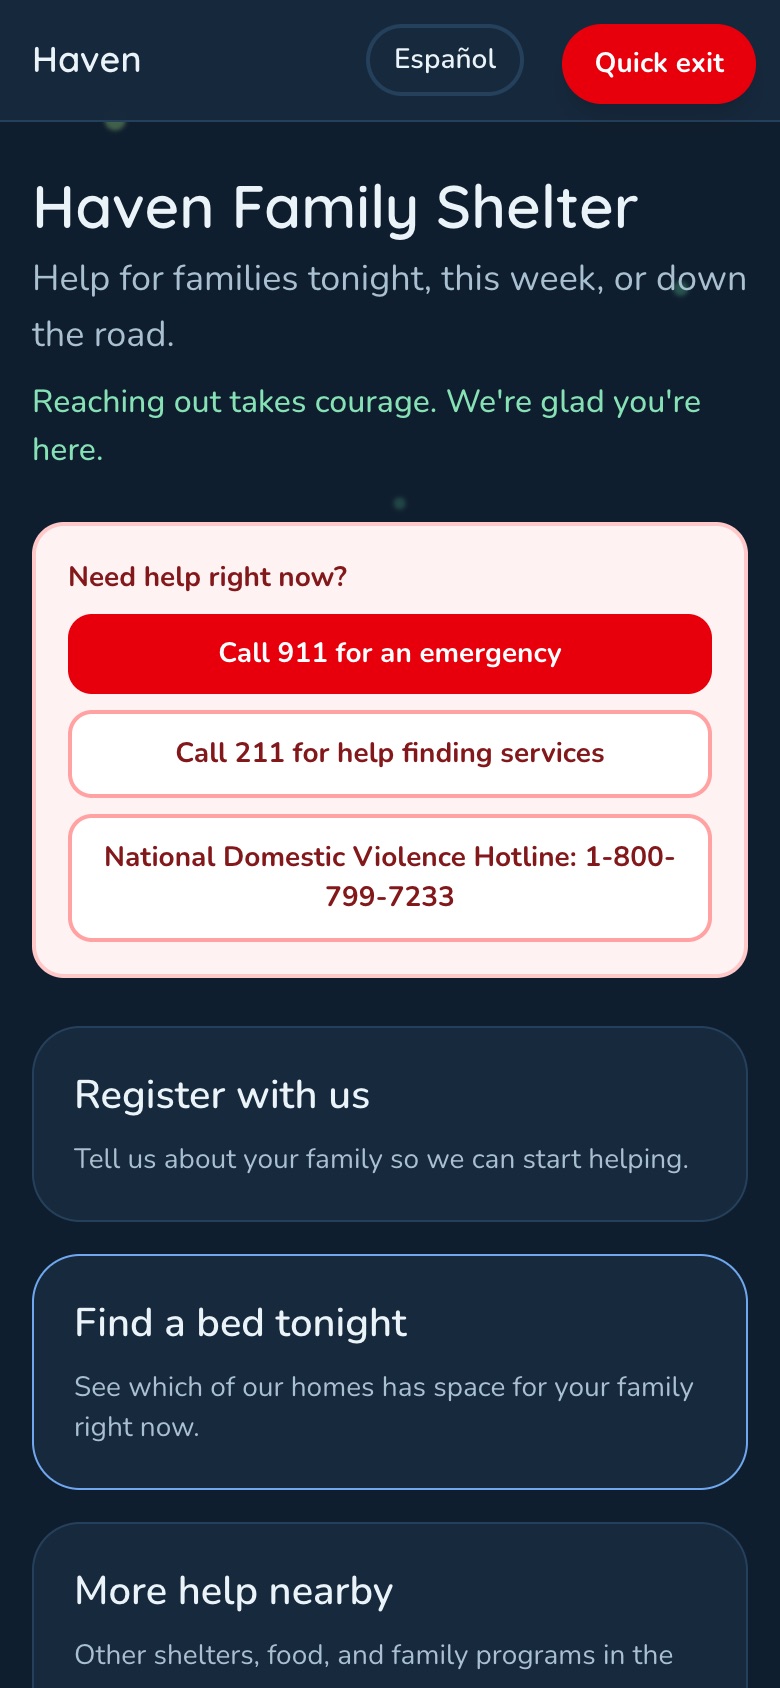 Haven
Español
Quick exit
Haven Family Shelter
Help for families tonight, this week, or down
the road.
Reaching out takes courage. We're glad you're
here.
Need help right now?
Call 911 for an emergency
Call 211 for help finding services
National Domestic Violence Hotline: 1-800-
799-7233
Register with us
Tell us about your family so we can start helping.
Find a bed tonight
See which of our homes has space for your family
right now.
More help nearby
Other shelters, food, and family programs in the